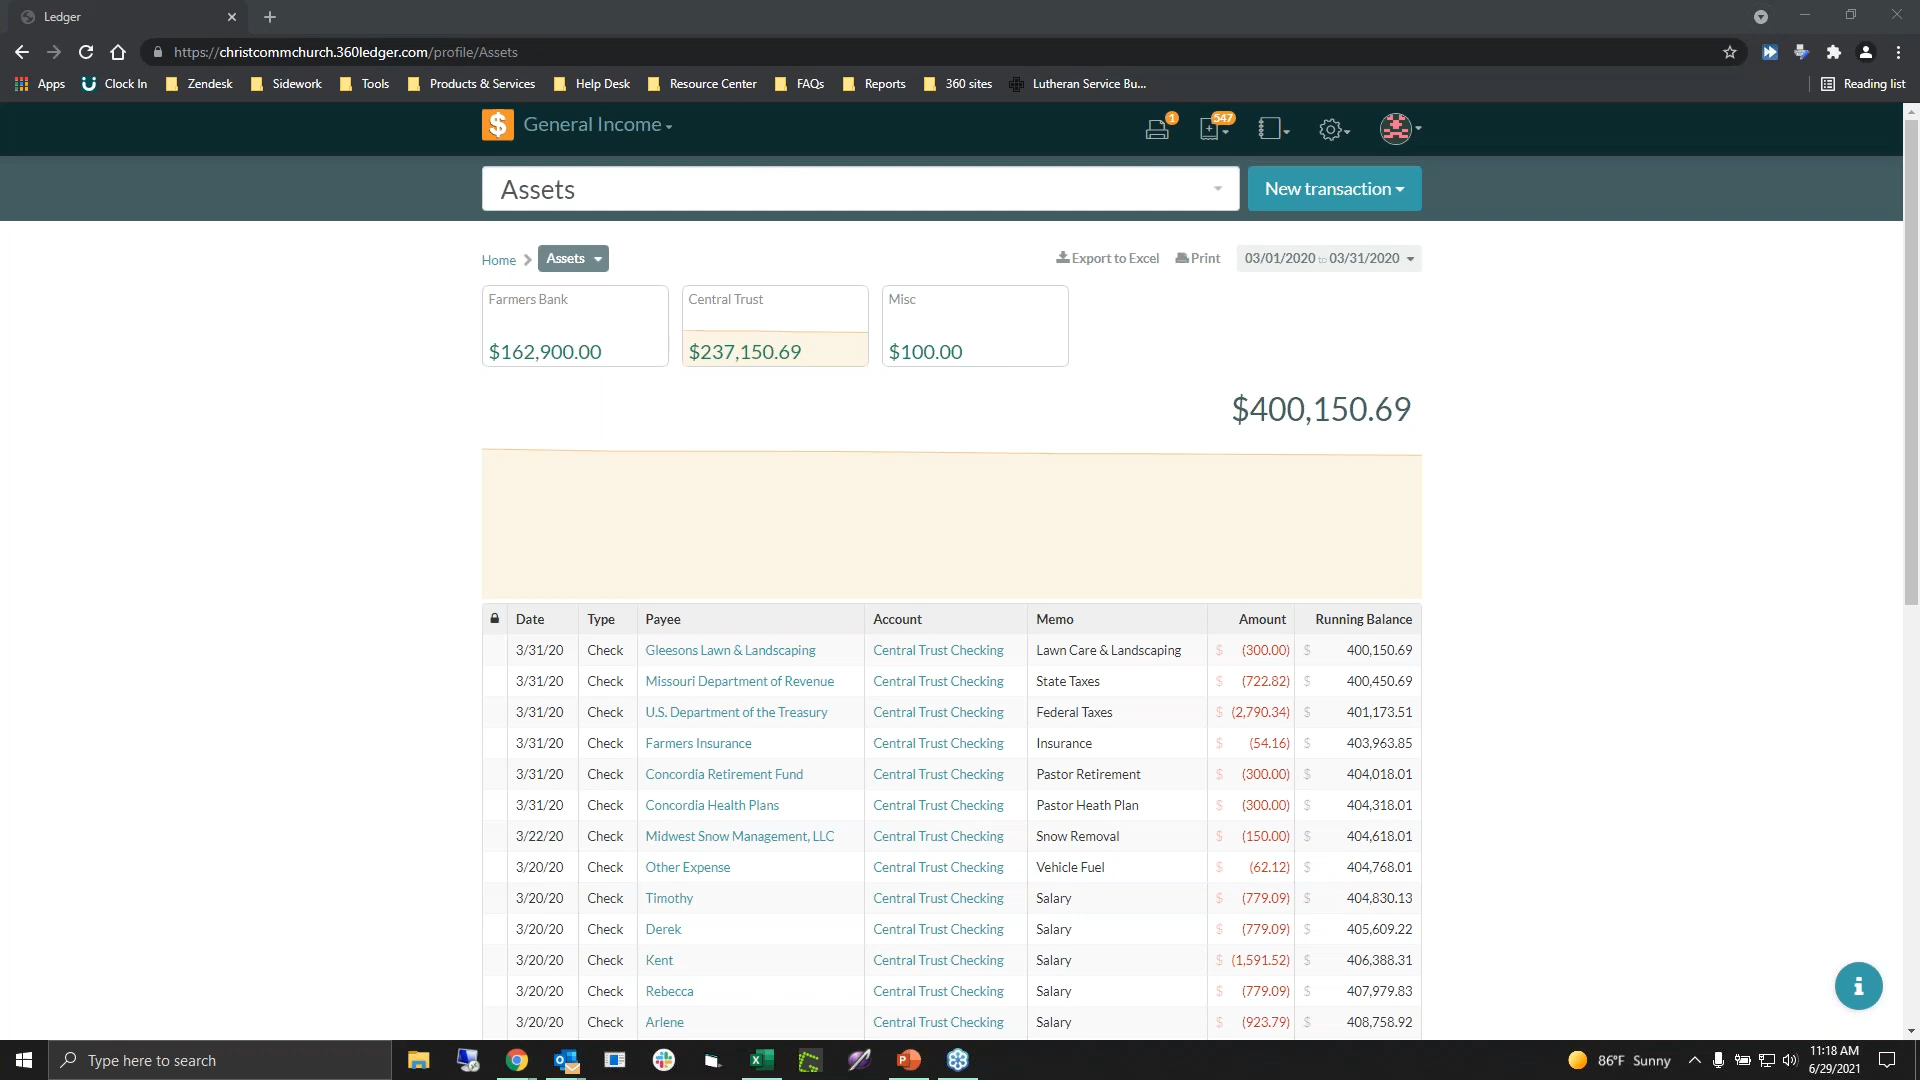 Ledger
https://christcommchurch.360ledger.com/profile/Assets
Apps Clock In Zendesk Sidework Tools Products & Services Help Desk Resource Center FAQs Reports 360 sites Lutheran Service Bu... Reading list
$ General Income 1 547
Assets New transaction
Home Assets Export to Excel Print 03/01/2020 to 03/31/2020
Farmers Bank Central Trust Misc
$162,900.00 $237,150.69 $100.00
$400,150.69
Date Type Payee Account Memo Amount Running Balance
3/31/20 Check Gleesons Lawn & Landscaping Central Trust Checking Lawn Care & Landscaping $ (300.00) $ 400,150.69
3/31/20 Check Missouri Department of Revenue Central Trust Checking State Taxes $ (722.82) $ 400,450.69
3/31/20 Check U.S. Department of the Treasury Central Trust Checking Federal Taxes $ (2,790.34) $ 401,173.51
3/31/20 Check Farmers Insurance Central Trust Checking Insurance $ (54.16) $ 403,963.85
3/31/20 Check Concordia Retirement Fund Central Trust Checking Pastor Retirement $ (300.00) $ 404,018.01
3/31/20 Check Concordia Health Plans Central Trust Checking Pastor Heath Plan $ (300.00) $ 404,318.01
3/22/20 Check Midwest Snow Management, LLC Central Trust Checking Snow Removal $ (150.00) $ 404,618.01
3/20/20 Check Other Expense Central Trust Checking Vehicle Fuel $ (62.12) $ 404,768.01
3/20/20 Check Timothy Central Trust Checking Salary $ (779.09) $ 404,830.13
3/20/20 Check Derek Central Trust Checking Salary $ (779.09) $ 405,609.22
3/20/20 Check Kent Central Trust Checking Salary $ (1,591.52) $ 406,388.31
3/20/20 Check Rebecca Central Trust Checking Salary $ (779.09) $ 407,979.83
3/20/20 Check Arlene Central Trust Checking Salary $ (923.79) $ 408,758.92
Type here to search 86°F Sunny 11:18 AM
6/29/2021